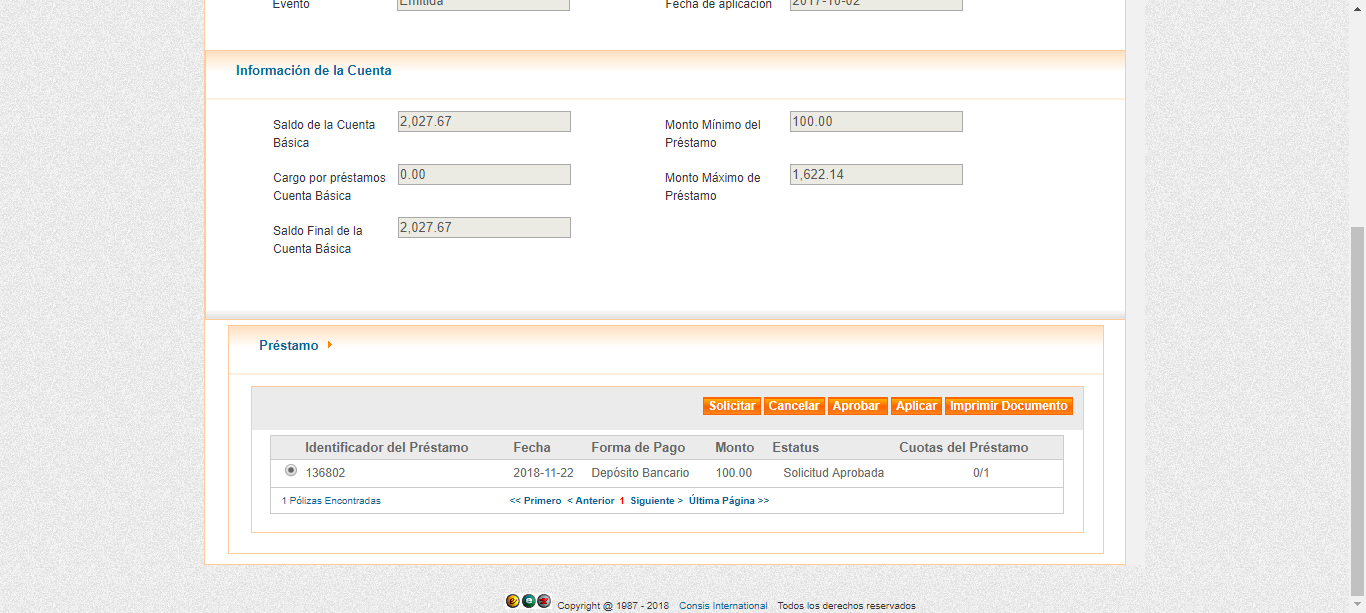 Evento Emitida Fecha de aplicación 2017-10-02
Información de la Cuenta
Saldo de la Cuenta Básica 2,027.67 Monto Mínimo del Préstamo 100.00
Cargo por préstamos Cuenta Básica 0.00 Monto Máximo de Préstamo 1,622.14
Saldo Final de la Cuenta Básica 2,027.67
Préstamo
Solicitar Cancelar Aprobar Aplicar Imprimir Documento
Identificador del Préstamo Fecha Forma de Pago Monto Estatus Cuotas del Préstamo
136802 2018-11-22 Depósito Bancario 100.00 Solicitud Aprobada 0/1
1 Pólizas Encontradas << Primero < Anterior 1 Siguiente > Última Página >>
Copyright @ 1987 - 2018 Consis International Todos los derechos reservados